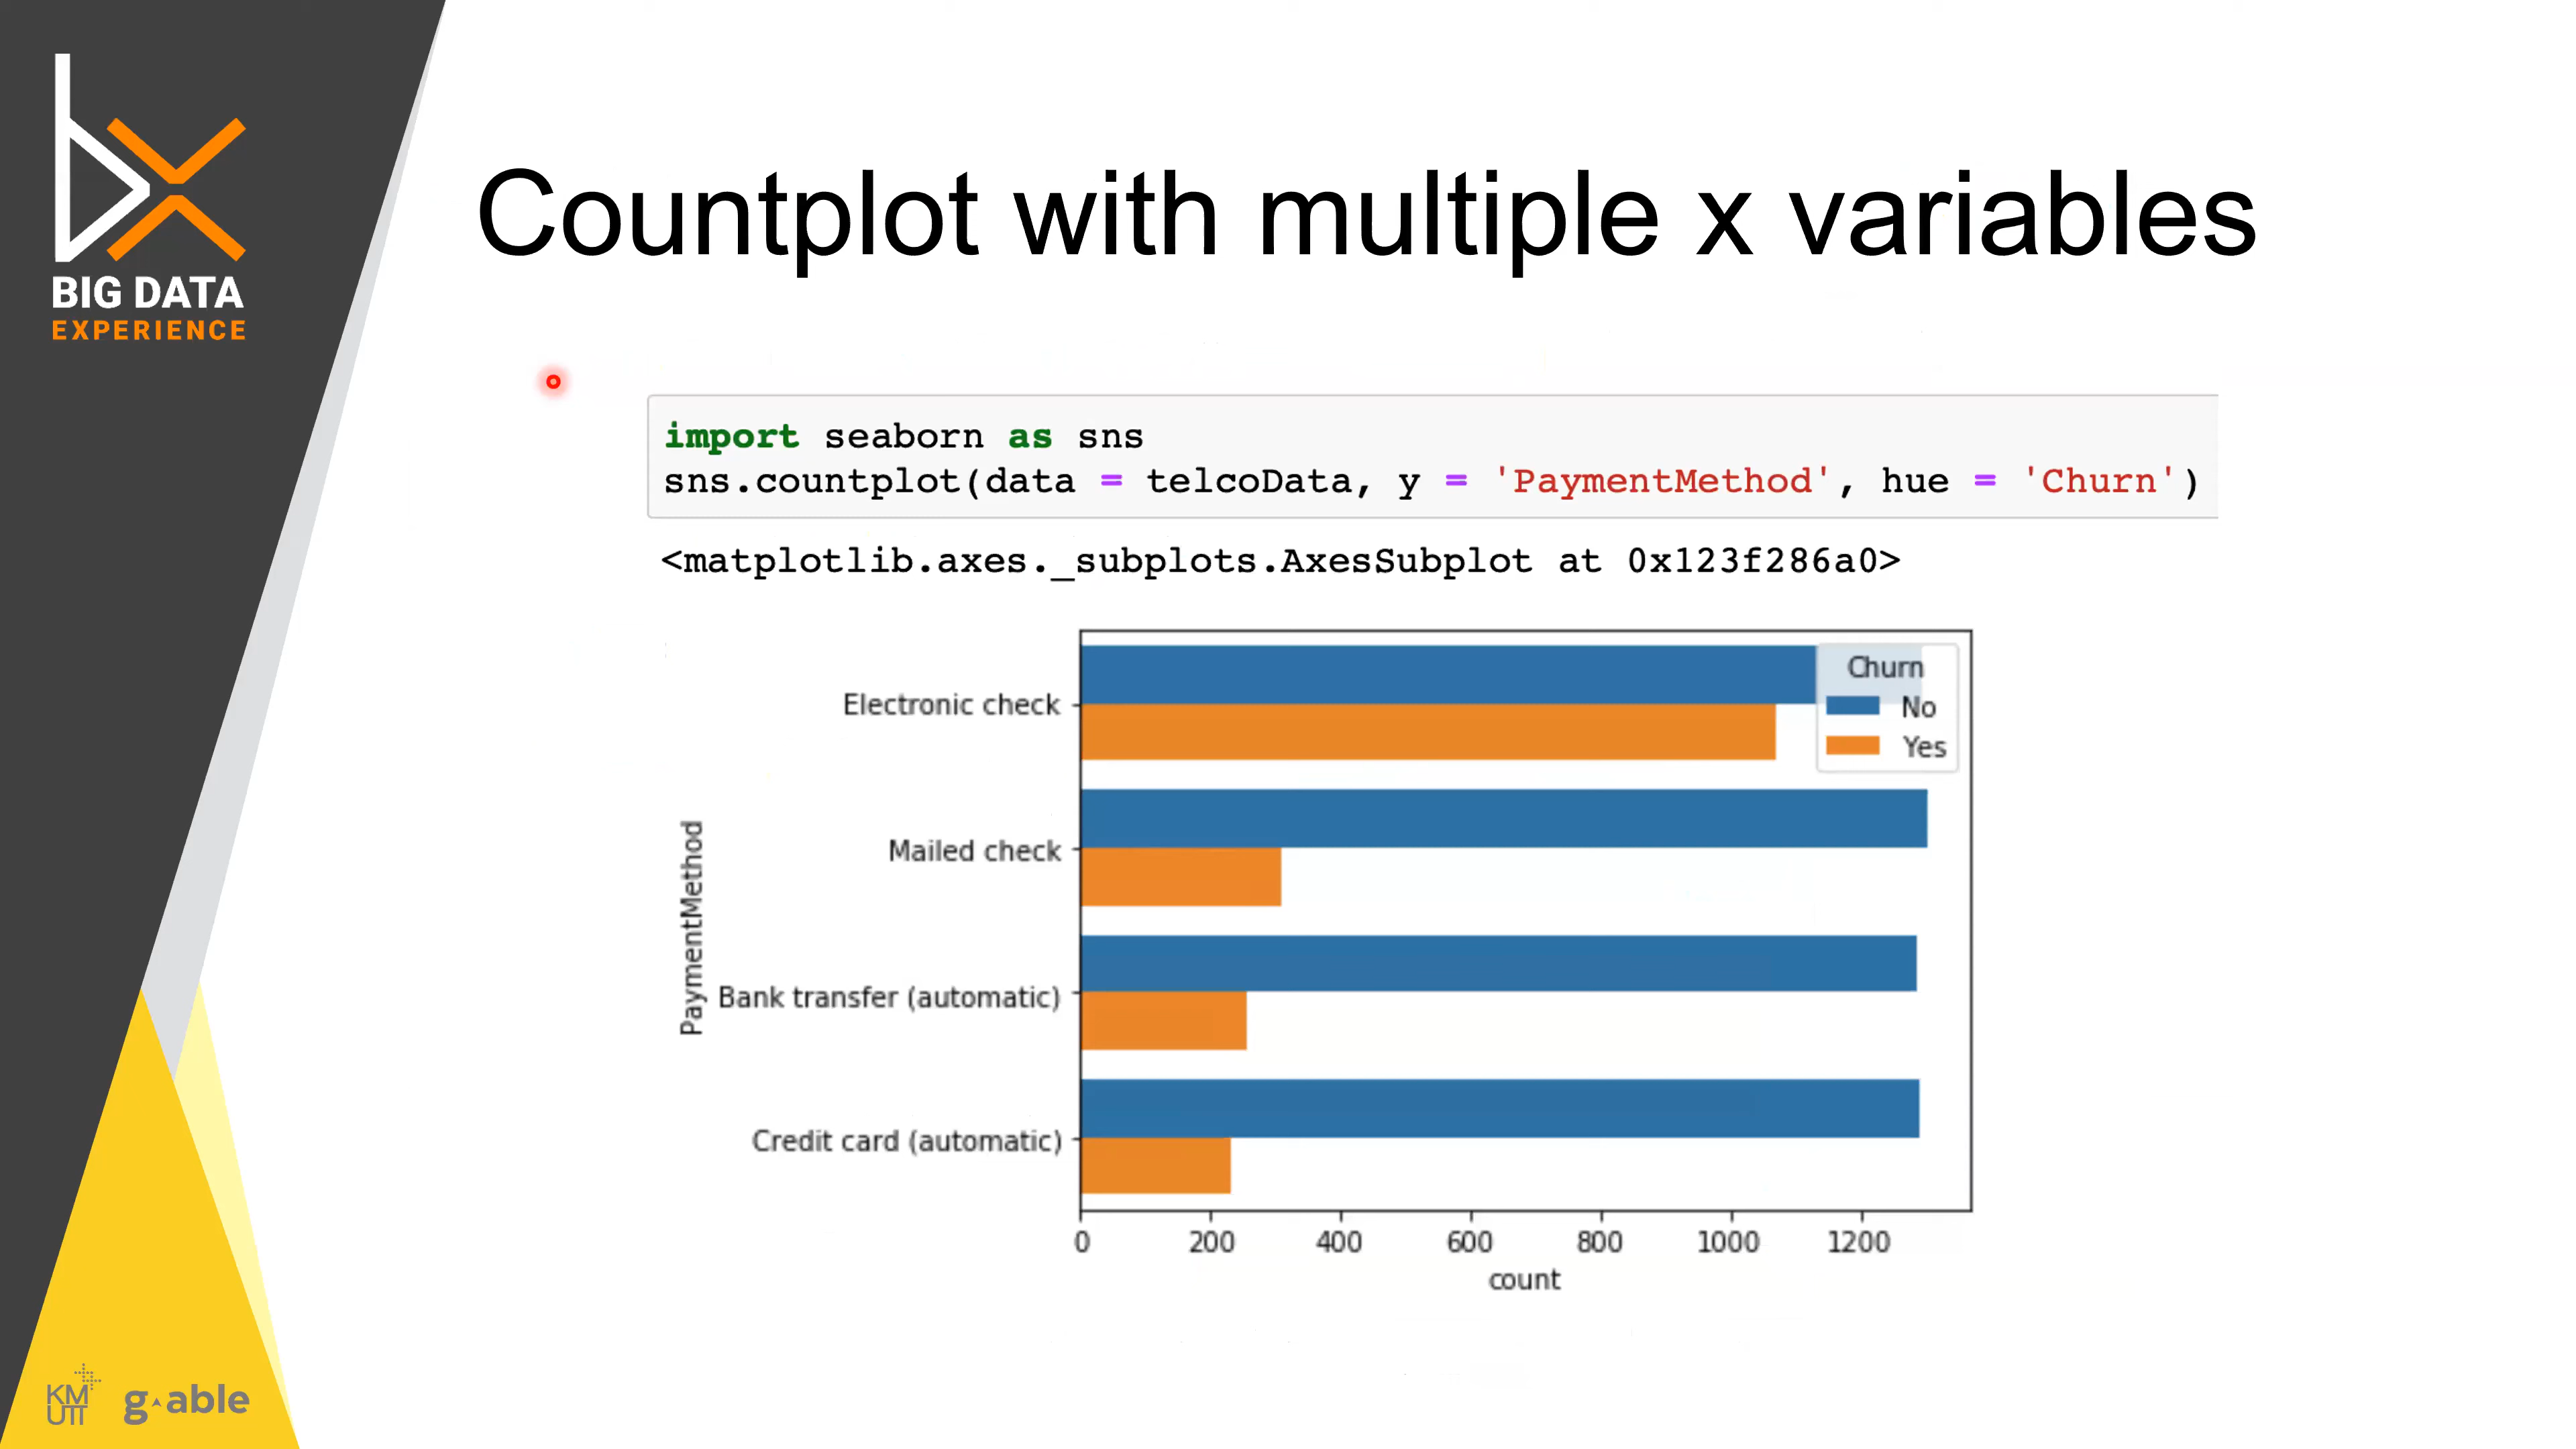 BIG DATA
EXPERIENCE
Countplot with multiple x variables
import seaborn as sns
sns.countplot(data = telcoData, y = 'PaymentMethod', hue = 'Churn')
<matplotlib.axes._subplots.AxesSubplot at 0x123f286a0>
Churn
No
Yes
Electronic check
Mailed check
Bank transfer (automatic)
Credit card (automatic)
PaymentMethod
0 200 400 600 800 1000 1200
count
KM
UTT
g-able